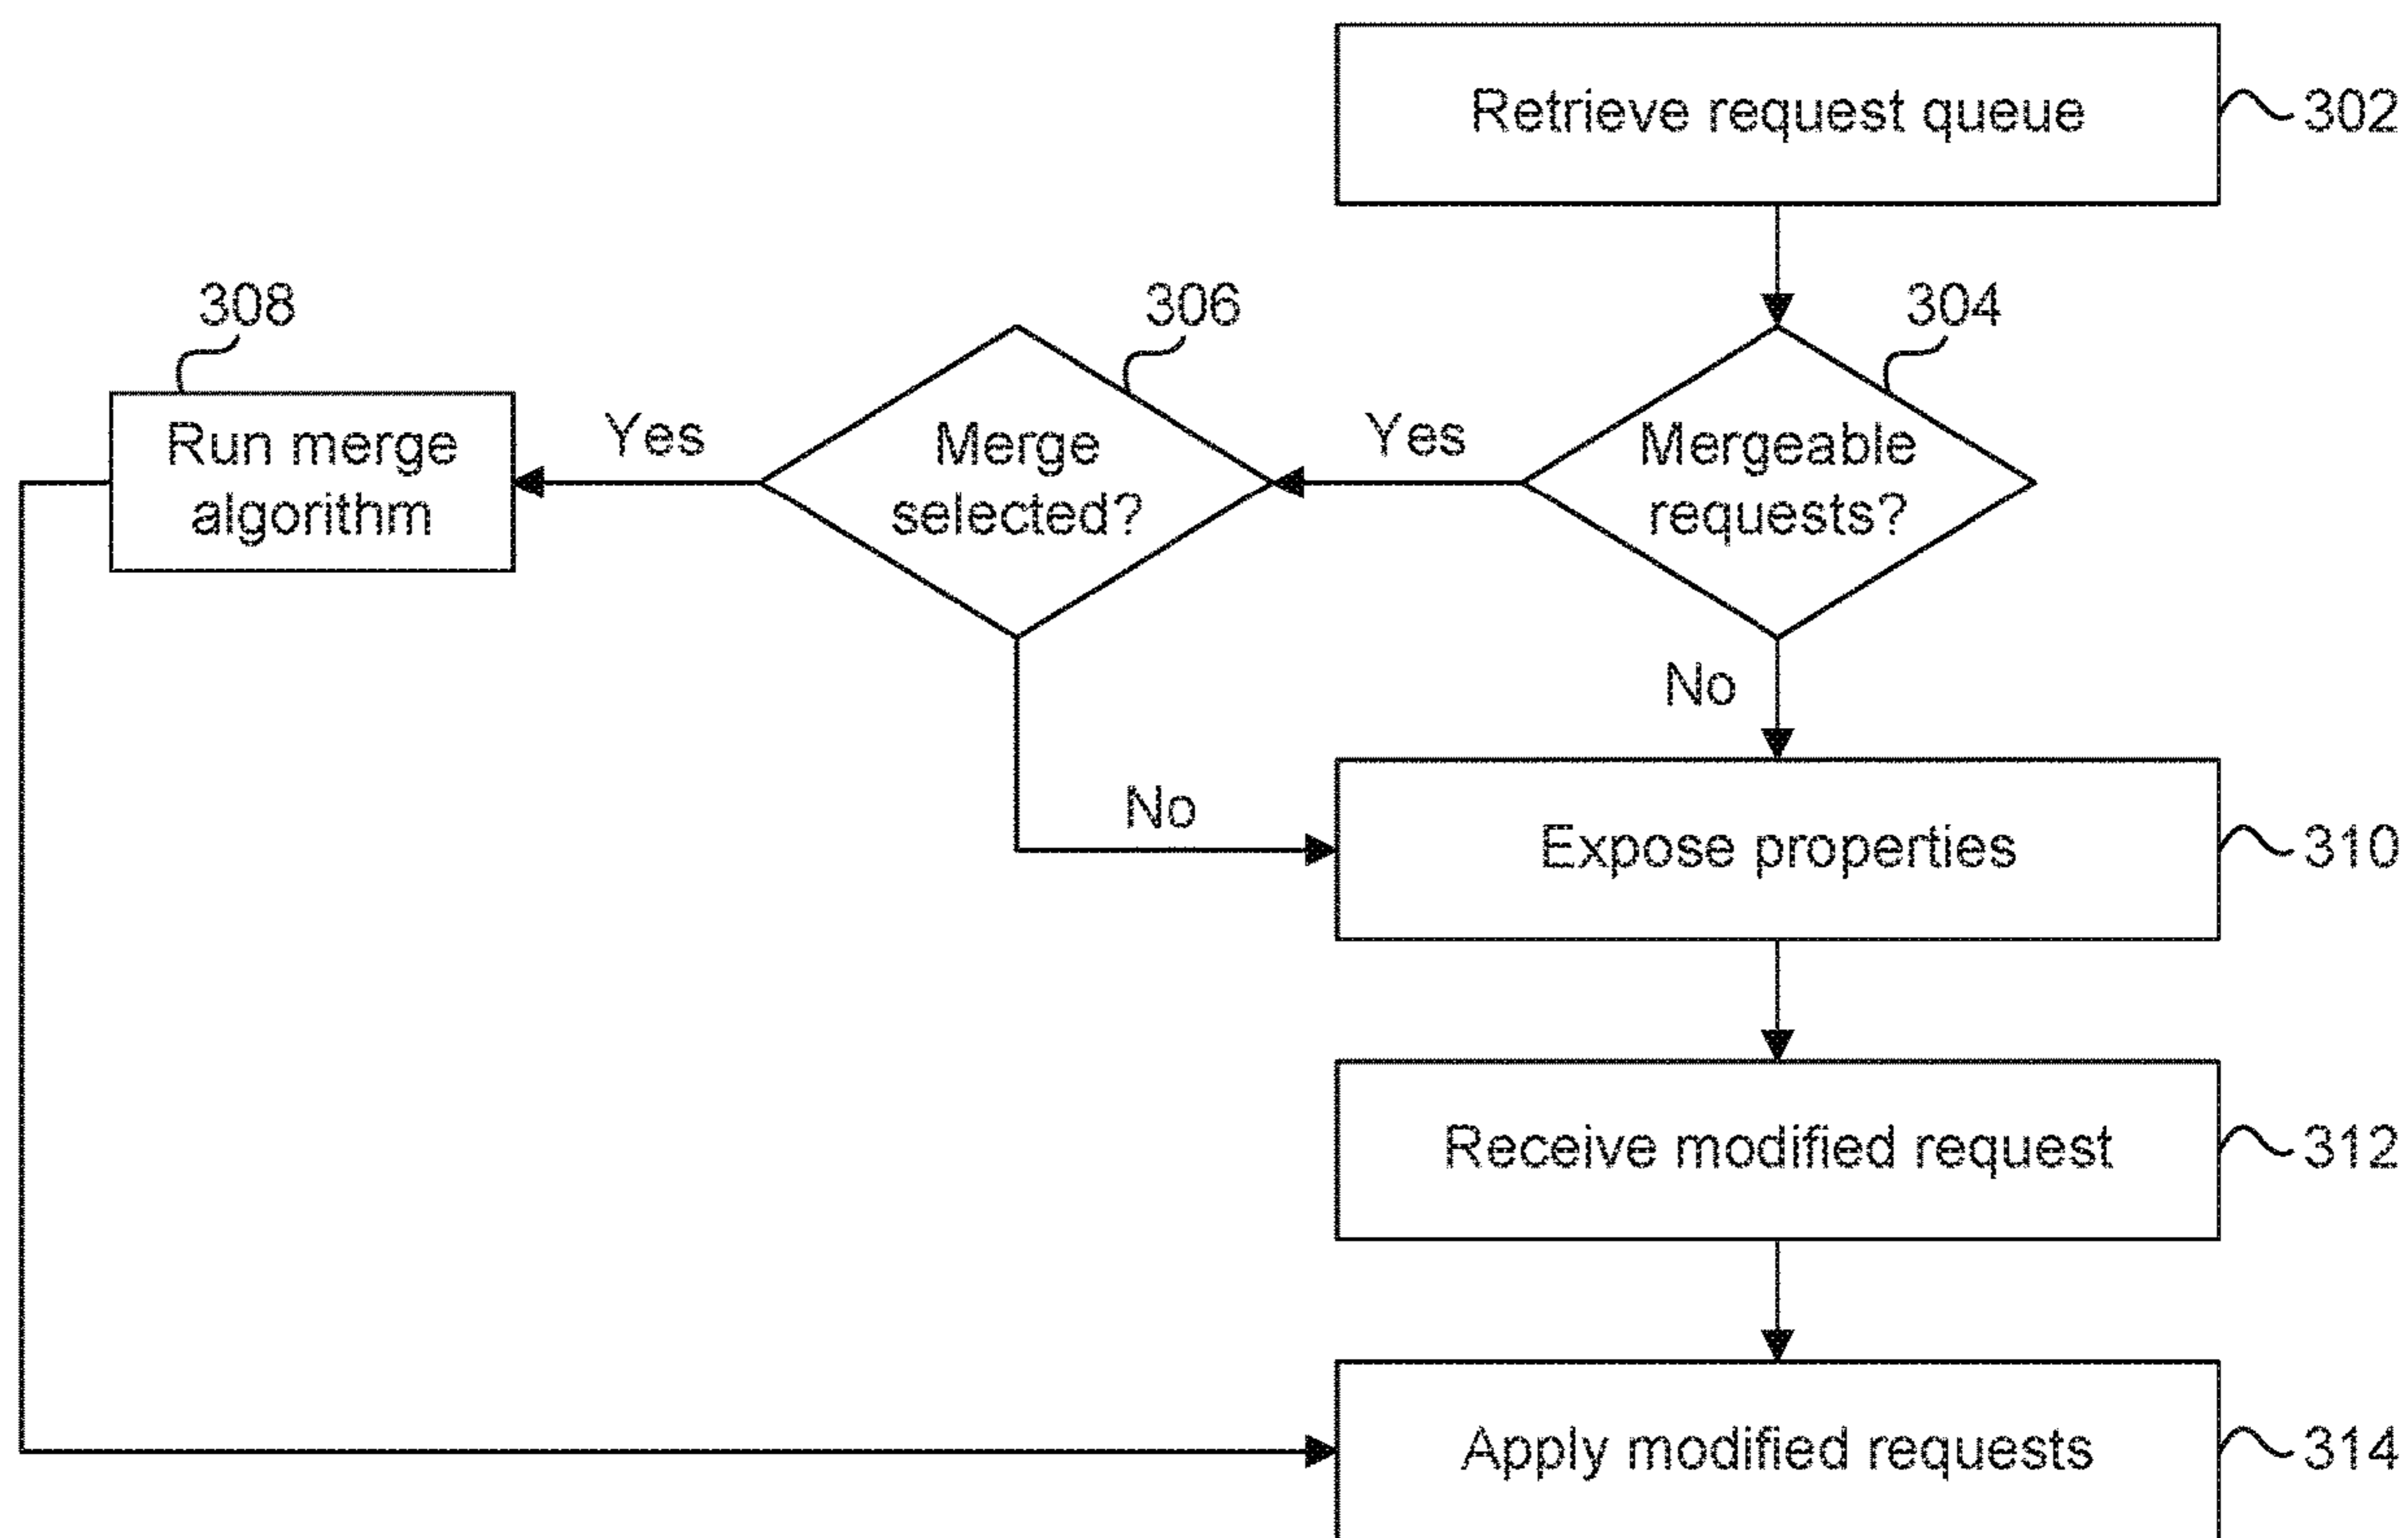 Retrieve request queue
302
308
306
304
Run merge
algorithm
Yes
Merge
selected?
Yes
Mergeable
requests?
No
No
Expose properties
310
Receive modified request
312
Apply modified requests
314